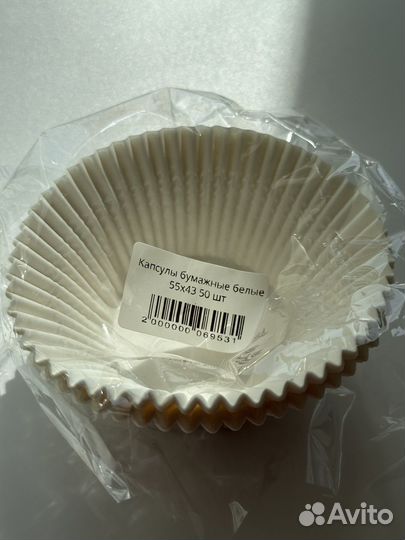 Капсулы бумажные белые
55х43 50 шт
2 000000 069531
Avito